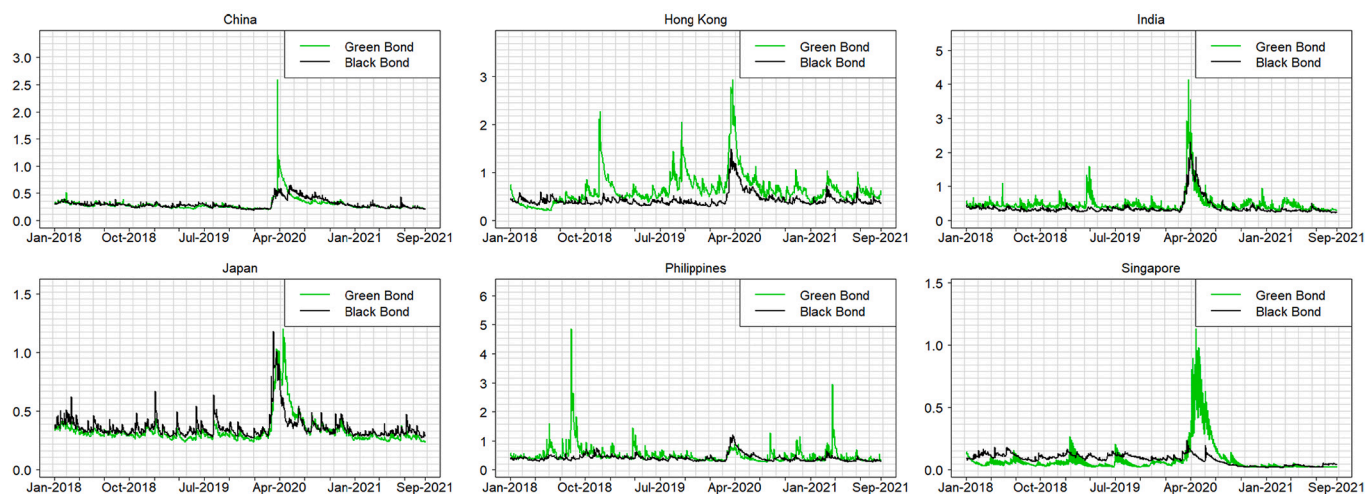 China
Green Bond
Black Bond
3.0
2.5
2.0
1.5
1.0
0.5
0.0
Jan-2018 Oct-2018 Jul-2019 Apr-2020 Jan-2021 Sep-2021
Hong Kong
Green Bond
Black Bond
3
2
1
0
Jan-2018 Oct-2018 Jul-2019 Apr-2020 Jan-2021 Sep-2021
India
Green Bond
Black Bond
5
4
3
2
1
0
Jan-2018 Oct-2018 Jul-2019 Apr-2020 Jan-2021 Sep-2021
Japan
Green Bond
Black Bond
1.5
1.0
0.5
0.0
Jan-2018 Oct-2018 Jul-2019 Apr-2020 Jan-2021 Sep-2021
Philippines
Green Bond
Black Bond
6
5
4
3
2
1
0
Jan-2018 Oct-2018 Jul-2019 Apr-2020 Jan-2021 Sep-2021
Singapore
Green Bond
Black Bond
1.5
1.0
0.5
0.0
Jan-2018 Oct-2018 Jul-2019 Apr-2020 Jan-2021 Sep-2021